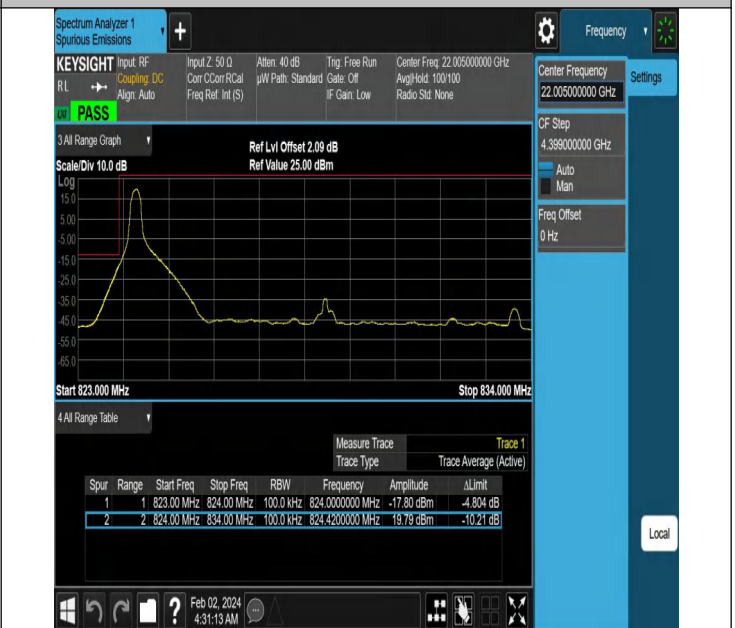 Spectrum Analyzer 1
Spurious Emissions
+
Frequency
KEYSIGHT
RL
PASS
Input: RF
Coupling: DC
Align: Auto
Input Z: 50 Ω
Corr CCorr RCal
Freq Ref: Int (S)
Atten: 40 dB
µW Path: Standard
Trig: Free Run
Gate: Off
IF Gain: Low
Center Freq: 22.005000000 GHz
Avg|Hold: 100/100
Radio Std: None
Center Frequency
22.005000000 GHz
Settings
CF Step
4.399000000 GHz
Auto
Man
Freq Offset
0 Hz
3 All Range Graph
Scale/Div 10.0 dB
Ref Lvl Offset 2.09 dB
Ref Value 25.00 dBm
Log
15.0
5.00
-5.00
-15.0
-25.0
-35.0
-45.0
-55.0
-65.0
Start 823.000 MHz
Stop 834.000 MHz
4 All Range Table
Measure Trace Trace 1
Trace Type Trace Average (Active)
Spur Range Start Freq Stop Freq RBW Frequency Amplitude ΔLimit
1 1 823.00 MHz 824.00 MHz 100.0 kHz 824.0000000 MHz -17.80 dBm -4.804 dB
2 2 824.00 MHz 834.00 MHz 100.0 kHz 824.4200000 MHz 19.79 dBm -10.21 dB
Local
?
Feb 02, 2024
4:31:13 AM